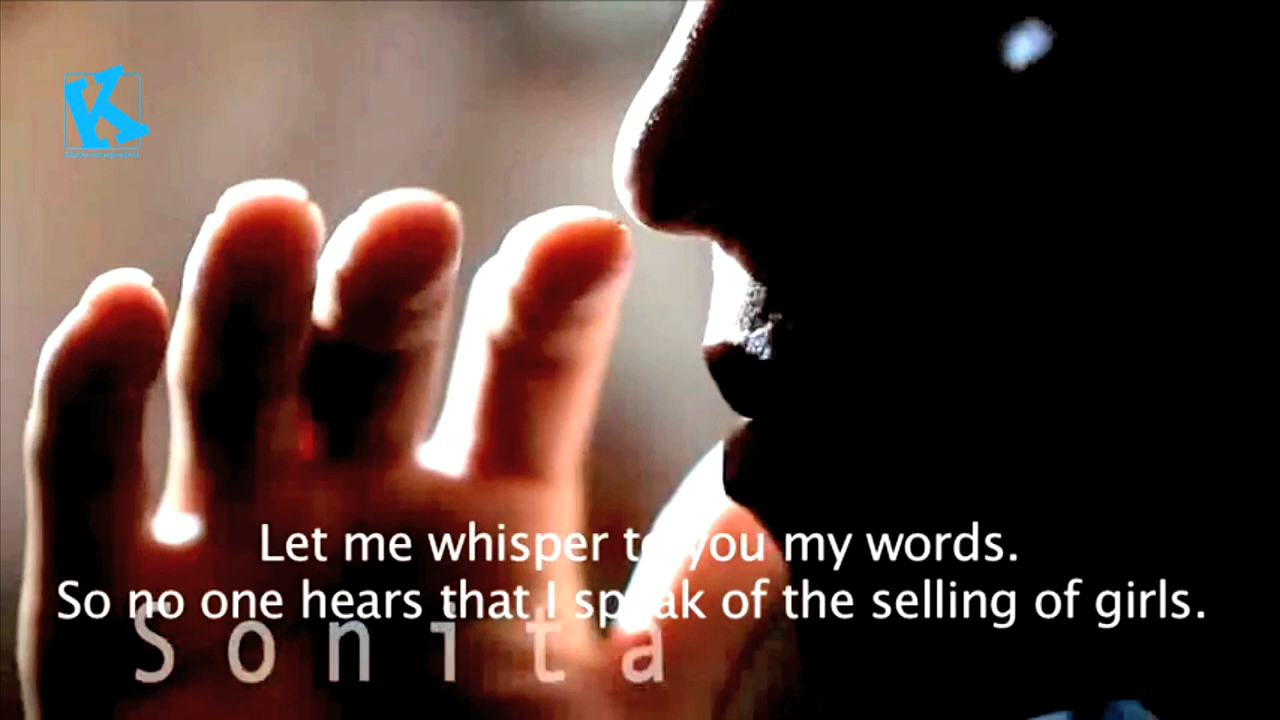 K
Let me whisper to you my words.
So no one hears that I speak of the selling of girls.
Sonita